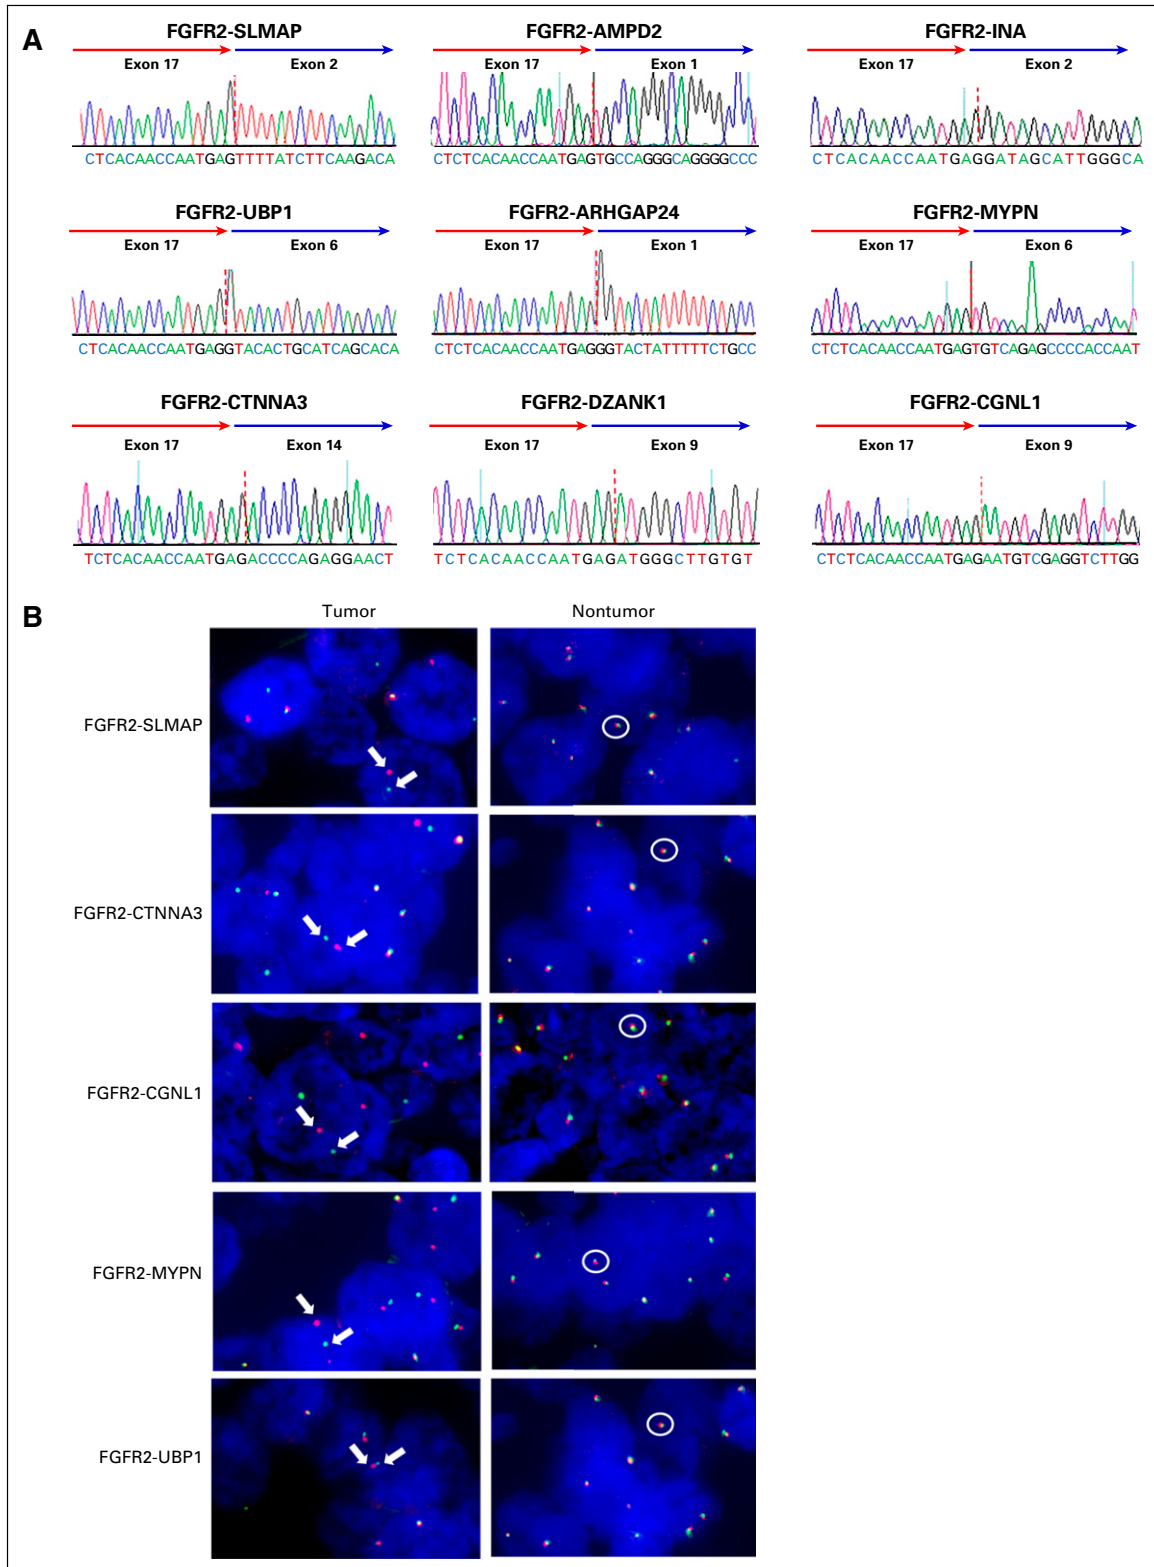 A
FGFR2-SLMAP FGFR2-AMPD2 FGFR2-INA
Exon 17 Exon 2 Exon 17 Exon 1 Exon 17 Exon 2
CTCACAACCAATGAGTTTTATCTTCAAGACA CTCTCACAACCAATGAGTGCCAGGGCAGGGGCCC CTCACAACCAATGAGGATAGCATTGGGCA
FGFR2-UBP1 FGFR2-ARHGAP24 FGFR2-MYPN
Exon 17 Exon 6 Exon 17 Exon 1 Exon 17 Exon 6
CTCACAACCAATGAGGTACACTGCATCAGCACA CTCTCACAACCAATGAGGGTACTATTTTTCTGCC CTCTCACAACCAATGAGTGTCAGAGCCCCACCAAT
FGFR2-CTNNA3 FGFR2-DZANK1 FGFR2-CGNL1
Exon 17 Exon 14 Exon 17 Exon 9 Exon 17 Exon 9
TCTCACAACCAATGAGACCCCAGAGGAACT TCTCACAACCAATGAGATGGGCTTGTGT CTCTCACAACCAATGAGAATGTCGAGGTCTTGG
B
Tumor Nontumor
FGFR2-SLMAP
FGFR2-CTNNA3
FGFR2-CGNL1
FGFR2-MYPN
FGFR2-UBP1